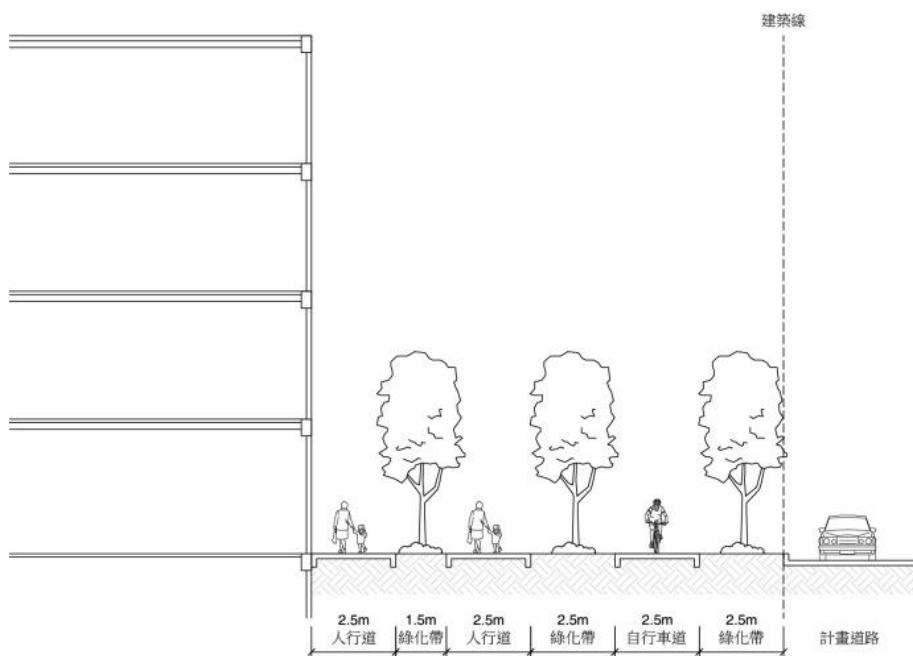 建築線
2.5m 1.5m 2.5m 2.5m 2.5m 2.5m
人行道 綠化帶 人行道 綠化帶 自行車道 綠化帶 計畫道路